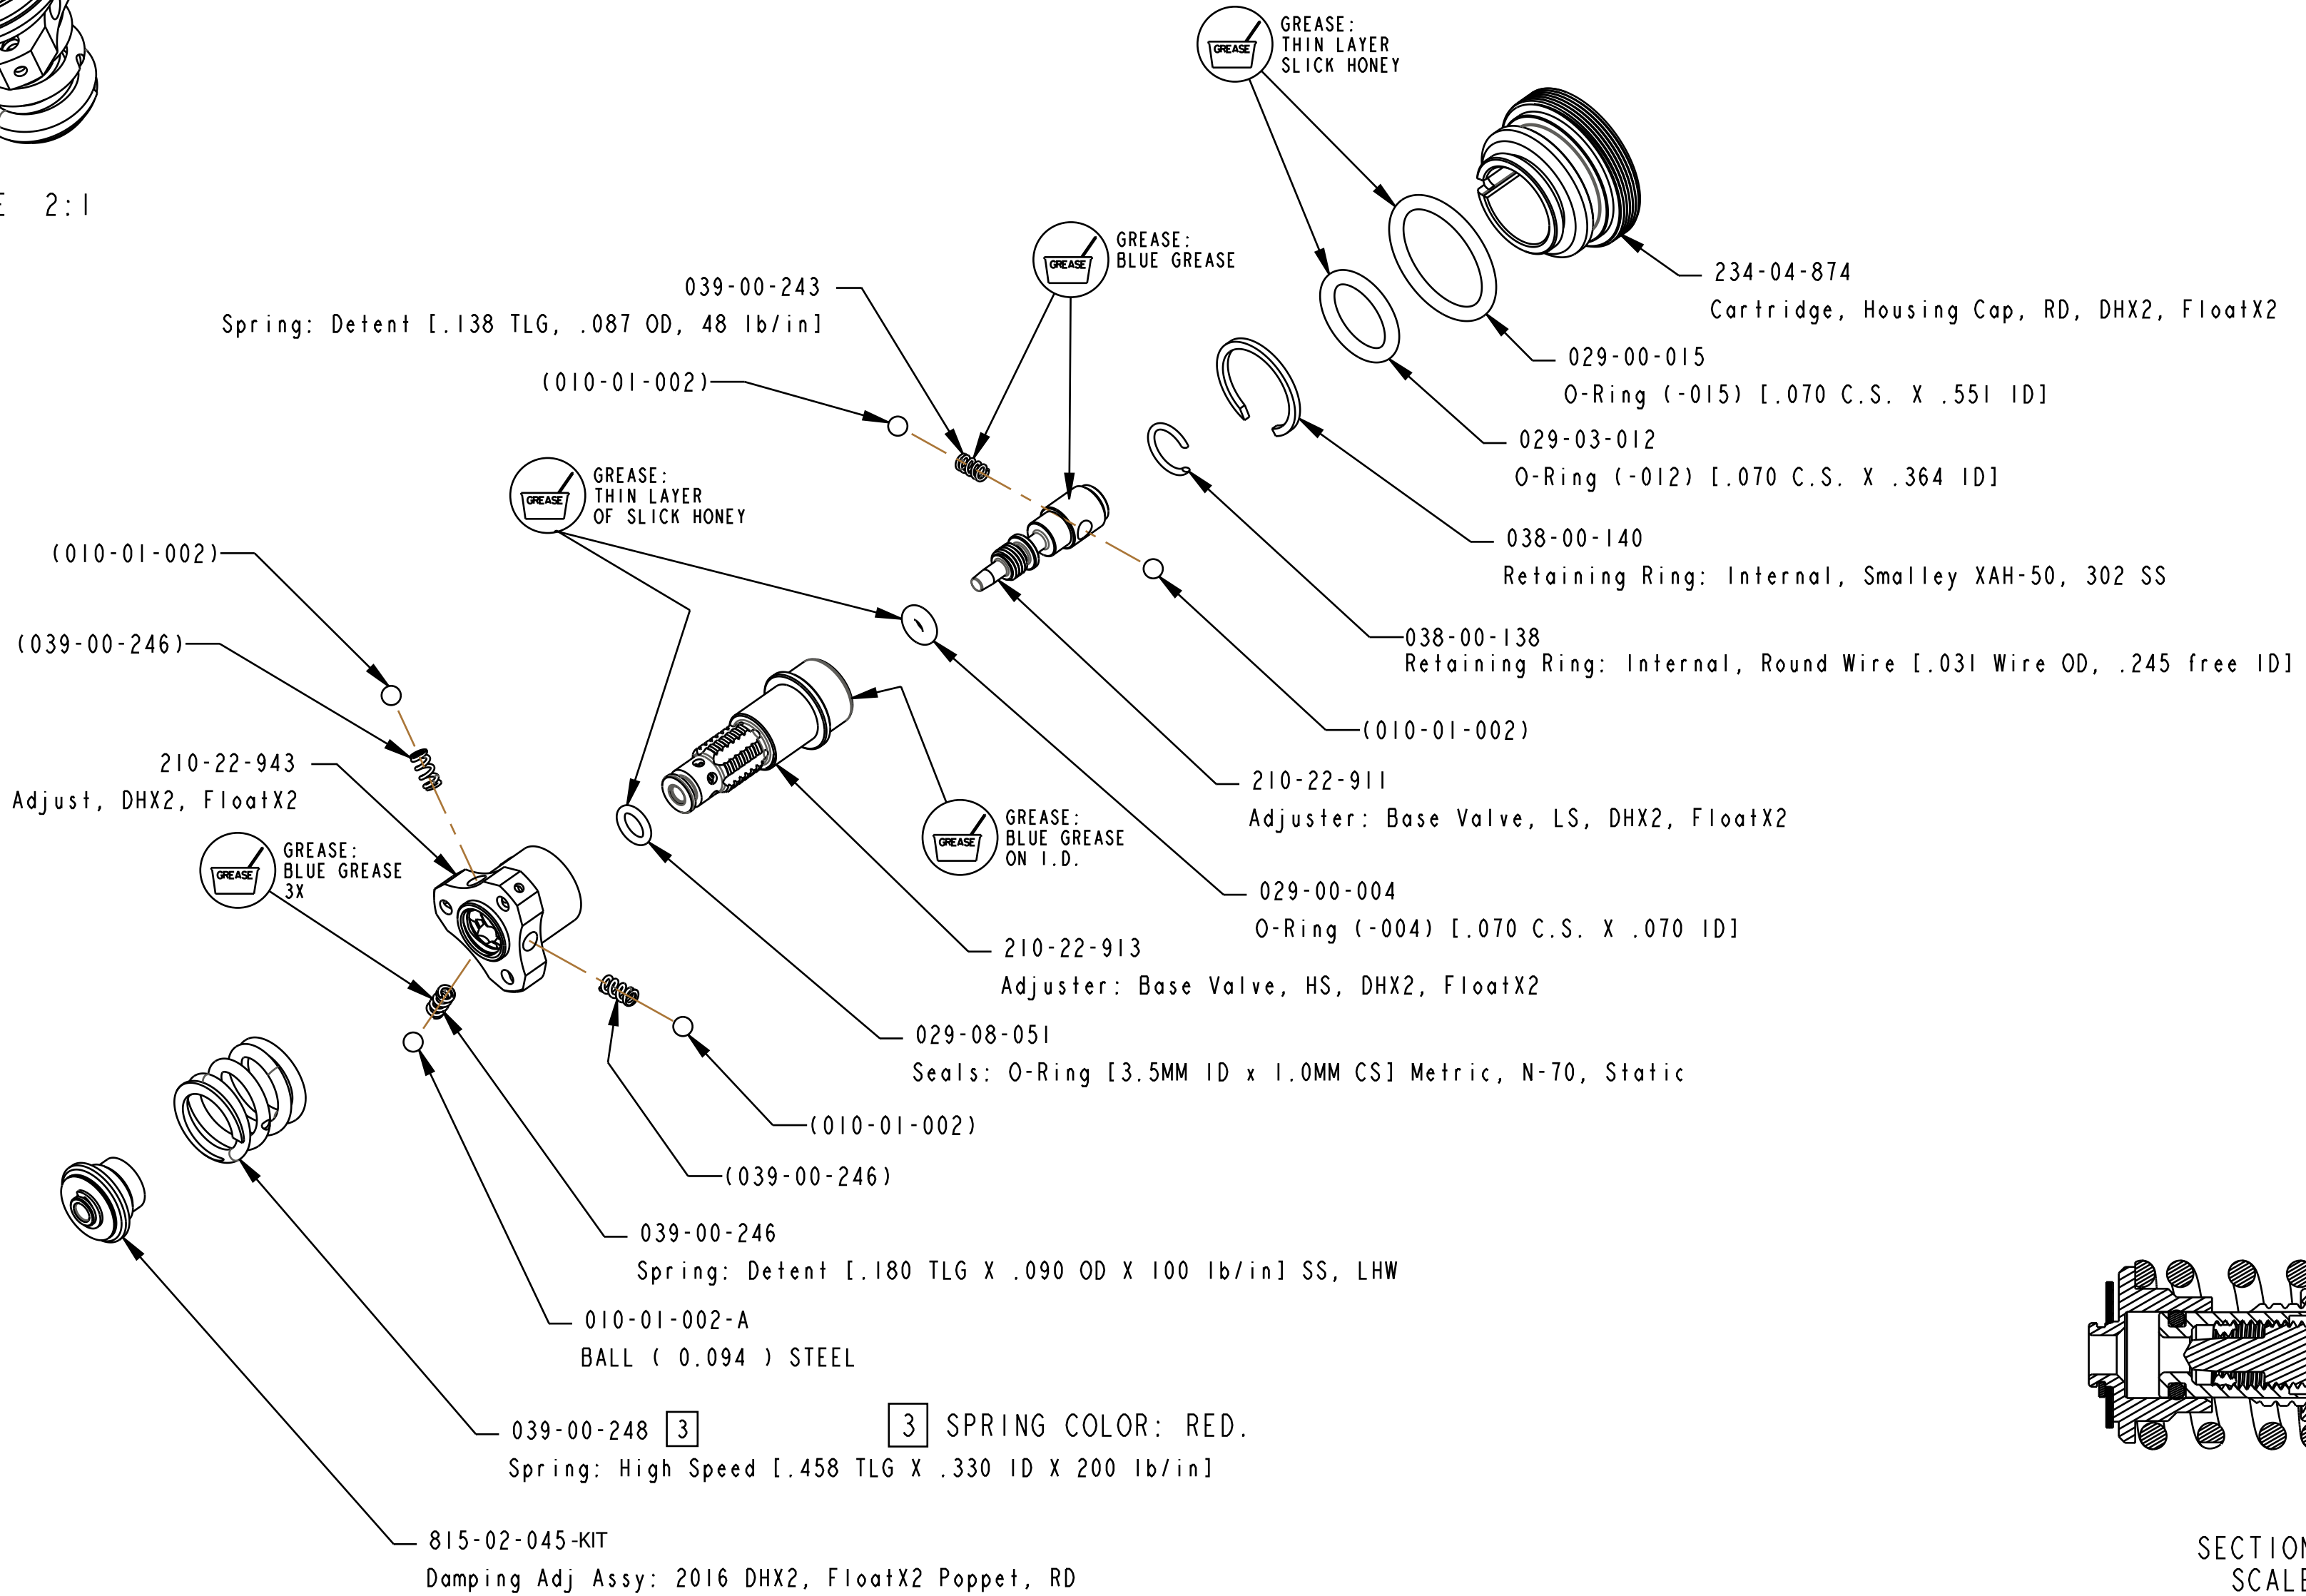 GREASE:
THIN LAYER
SLICK HONEY
GREASE
E 2:1
GREASE:
BLUE GREASE
GREASE
234-04-874
Cartridge, Housing Cap, RD, DHX2, FloatX2
039-00-243
Spring: Detent [.138 TLG, .087 OD, 48 lb/in]
029-00-015
O-Ring (-015) [.070 C.S. X .551 ID]
(010-01-002)
029-03-012
O-Ring (-012) [.070 C.S. X .364 ID]
GREASE:
THIN LAYER
OF SLICK HONEY
GREASE
038-00-140
Retaining Ring: Internal, Smalley XAH-50, 302 SS
(010-01-002)
(039-00-246)
038-00-138
Retaining Ring: Internal, Round Wire [.031 Wire OD, .245 free ID]
(010-01-002)
210-22-943
Adjust, DHX2, FloatX2
210-22-911
Adjuster: Base Valve, LS, DHX2, FloatX2
GREASE:
BLUE GREASE
ON I.D.
GREASE
GREASE:
BLUE GREASE
3X
GREASE
029-00-004
O-Ring (-004) [.070 C.S. X .070 ID]
210-22-913
Adjuster: Base Valve, HS, DHX2, FloatX2
029-08-051
Seals: O-Ring [3.5MM ID x 1.0MM CS] Metric, N-70, Static
(010-01-002)
(039-00-246)
039-00-246
Spring: Detent [.180 TLG X .090 OD X 100 lb/in] SS, LHW
010-01-002-A
BALL ( 0.094 ) STEEL
039-00-248 3
3 SPRING COLOR: RED.
Spring: High Speed [.458 TLG X .330 ID X 200 lb/in]
815-02-045-KIT
Damping Adj Assy: 2016 DHX2, FloatX2 Poppet, RD
SECTION
SCALE